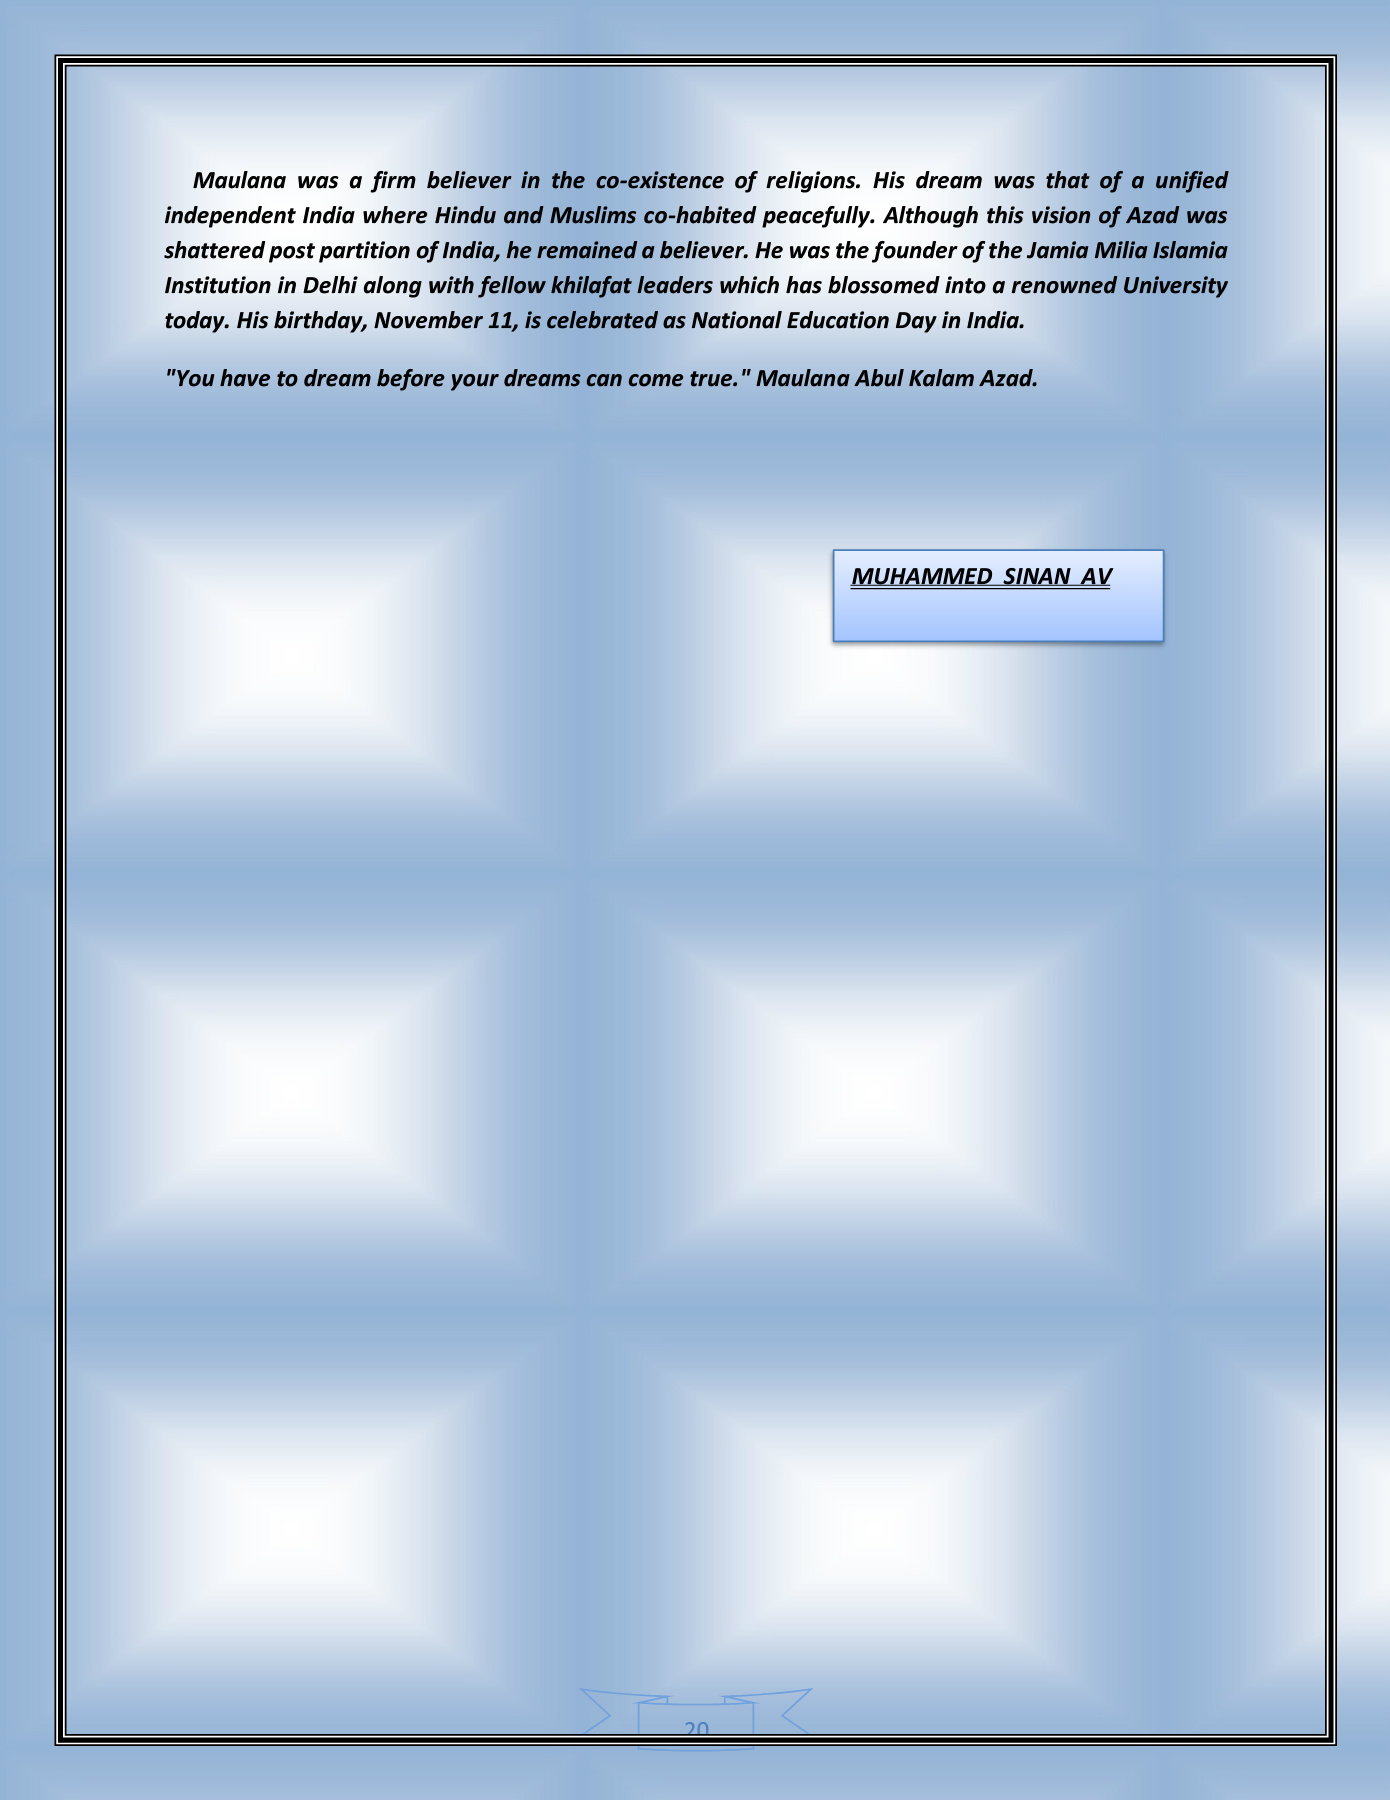 Maulana was a firm believer in the co-existence of religions. His dream was that of a unified
independent India where Hindu and Muslims co-habited peacefully. Although this vision of Azad was
shattered post partition of India, he remained a believer. He was the founder of the Jamia Milia Islamia
Institution in Delhi along with fellow khilafat leaders which has blossomed into a renowned University
today. His birthday, November 11, is celebrated as National Education Day in India.
"You have to dream before your dreams can come true." Maulana Abul Kalam Azad.
MUHAMMED SINAN AV
20